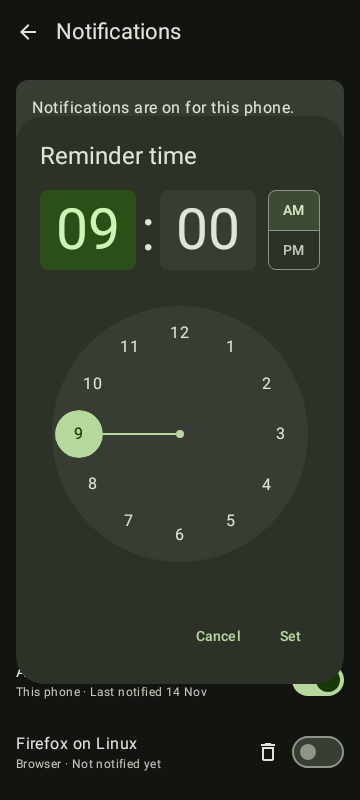 Notifications
Notifications are on for this phone.
Reminder time
09:00
AM
PM
12
11
1
10
2
9
3
8
4
7
5
6
Cancel
Set
This phone · Last notified 14 Nov
Firefox on Linux
Browser · Not notified yet